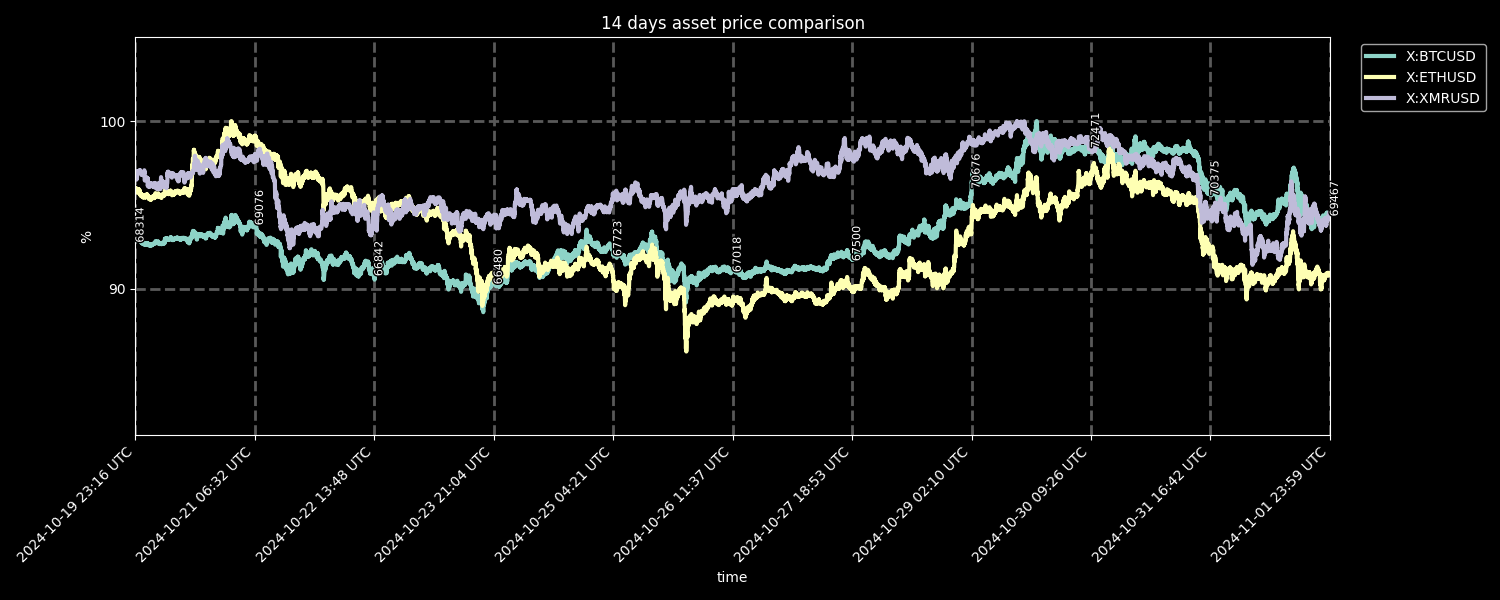 14 days asset price comparison
X:BTCUSD
X:ETHUSD
X:XMRUSD
100
90
%
68314
69076
66842
66480
67723
67018
67500
70676
72471
70375
69467
2024-10-19 23:16 UTC
2024-10-21 06:32 UTC
2024-10-22 13:48 UTC
2024-10-23 21:04 UTC
2024-10-25 04:21 UTC
2024-10-26 11:37 UTC
2024-10-27 18:53 UTC
2024-10-29 02:10 UTC
2024-10-30 09:26 UTC
2024-10-31 16:42 UTC
2024-11-01 23:59 UTC
time